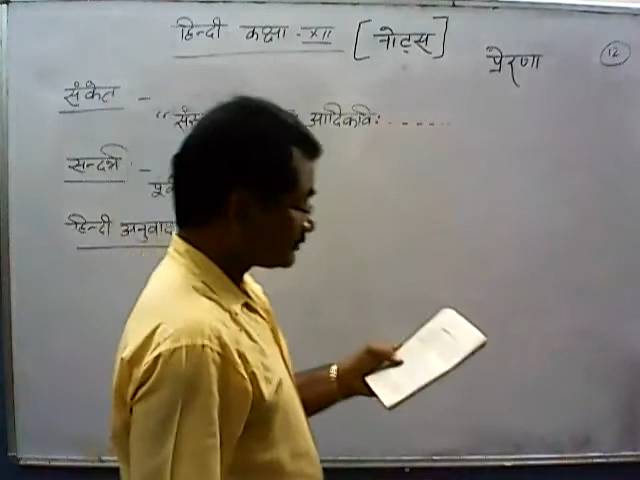 हिन्दी कक्षा - XII [नोट्स]
प्रेरणा
12
संकेत -
" आदिकविः . . . . . . .
सन्दर्भ -
हिन्दी अनुवाद